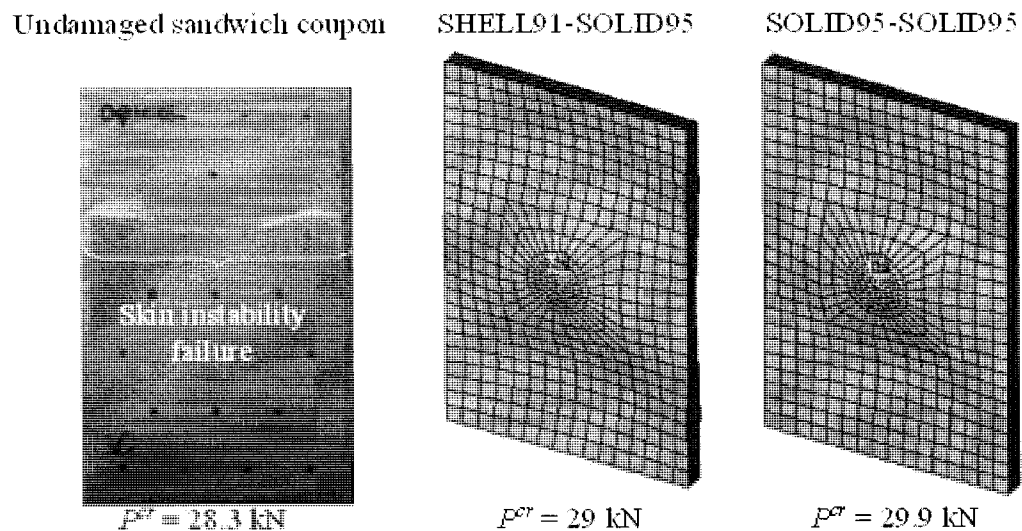 Undamaged sandwich coupon
SHELL91-SOLID95
SOLID95-SOLID95
Skin instability
failure
P^cr = 28.3 kN
P^cr = 29 kN
P^cr = 29.9 kN